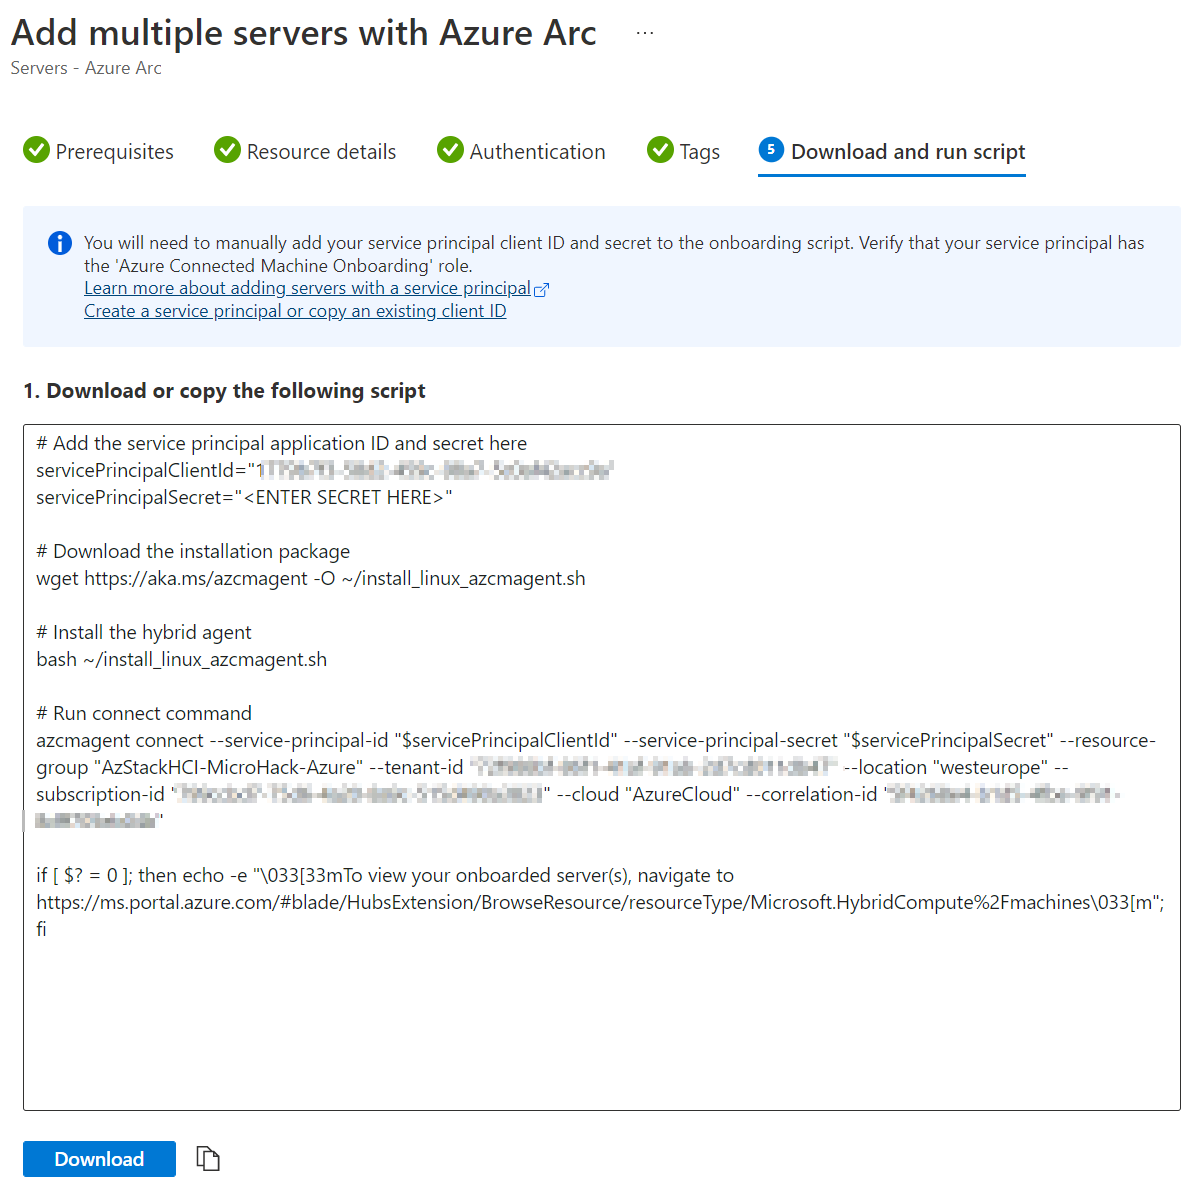 Add multiple servers with Azure Arc ...
Servers - Azure Arc
Prerequisites Resource details Authentication Tags 5 Download and run script
You will need to manually add your service principal client ID and secret to the onboarding script. Verify that your service principal has
the 'Azure Connected Machine Onboarding' role.
Learn more about adding servers with a service principal
Create a service principal or copy an existing client ID
1. Download or copy the following script
# Add the service principal application ID and secret here
servicePrincipalClientId="
servicePrincipalSecret="<ENTER SECRET HERE>"
# Download the installation package
wget https://aka.ms/azcmagent -O ~/install_linux_azcmagent.sh
# Install the hybrid agent
bash ~/install_linux_azcmagent.sh
# Run connect command
azcmagent connect --service-principal-id "$servicePrincipalClientId" --service-principal-secret "$servicePrincipalSecret" --resource-
group "AzStackHCI-MicroHack-Azure" --tenant-id --location "westeurope" --
subscription-id " --cloud "AzureCloud" --correlation-id
if [ $? = 0 ]; then echo -e "\033[33mTo view your onboarded server(s), navigate to
https://ms.portal.azure.com/#blade/HubsExtension/BrowseResource/resourceType/Microsoft.HybridCompute%2Fmachines\033[m";
fi
Download